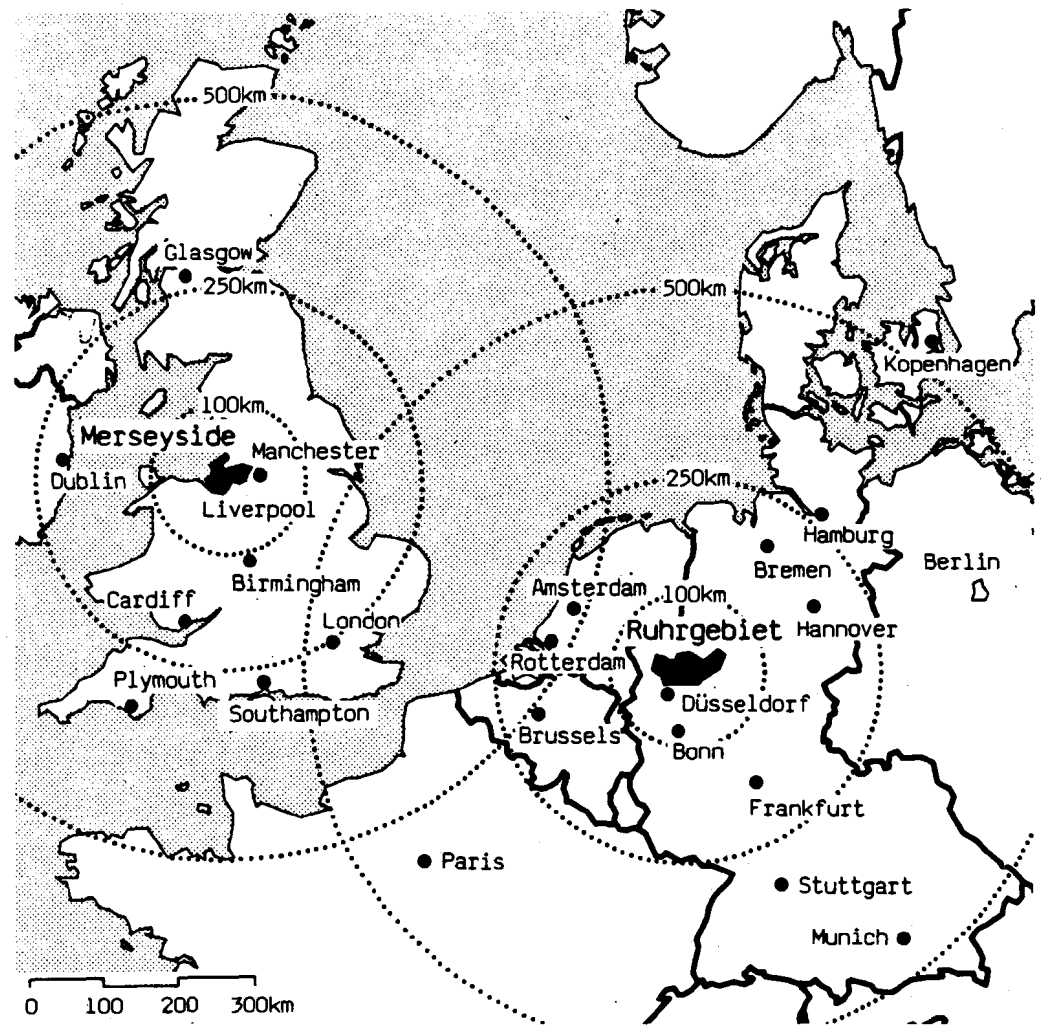 500km
Glasgow
250km
500km
Kopenhagen
100km
Merseyside
Manchester
Dublin
250km
Liverpool
Hamburg
Birmingham
Bremen
Berlin
Amsterdam
100km
Cardiff
London
Ruhrgebiet
Hannover
Rotterdam
Plymouth
Düsseldorf
Southampton
Brussels
Bonn
Frankfurt
Paris
Stuttgart
Munich
0 100 200 300km